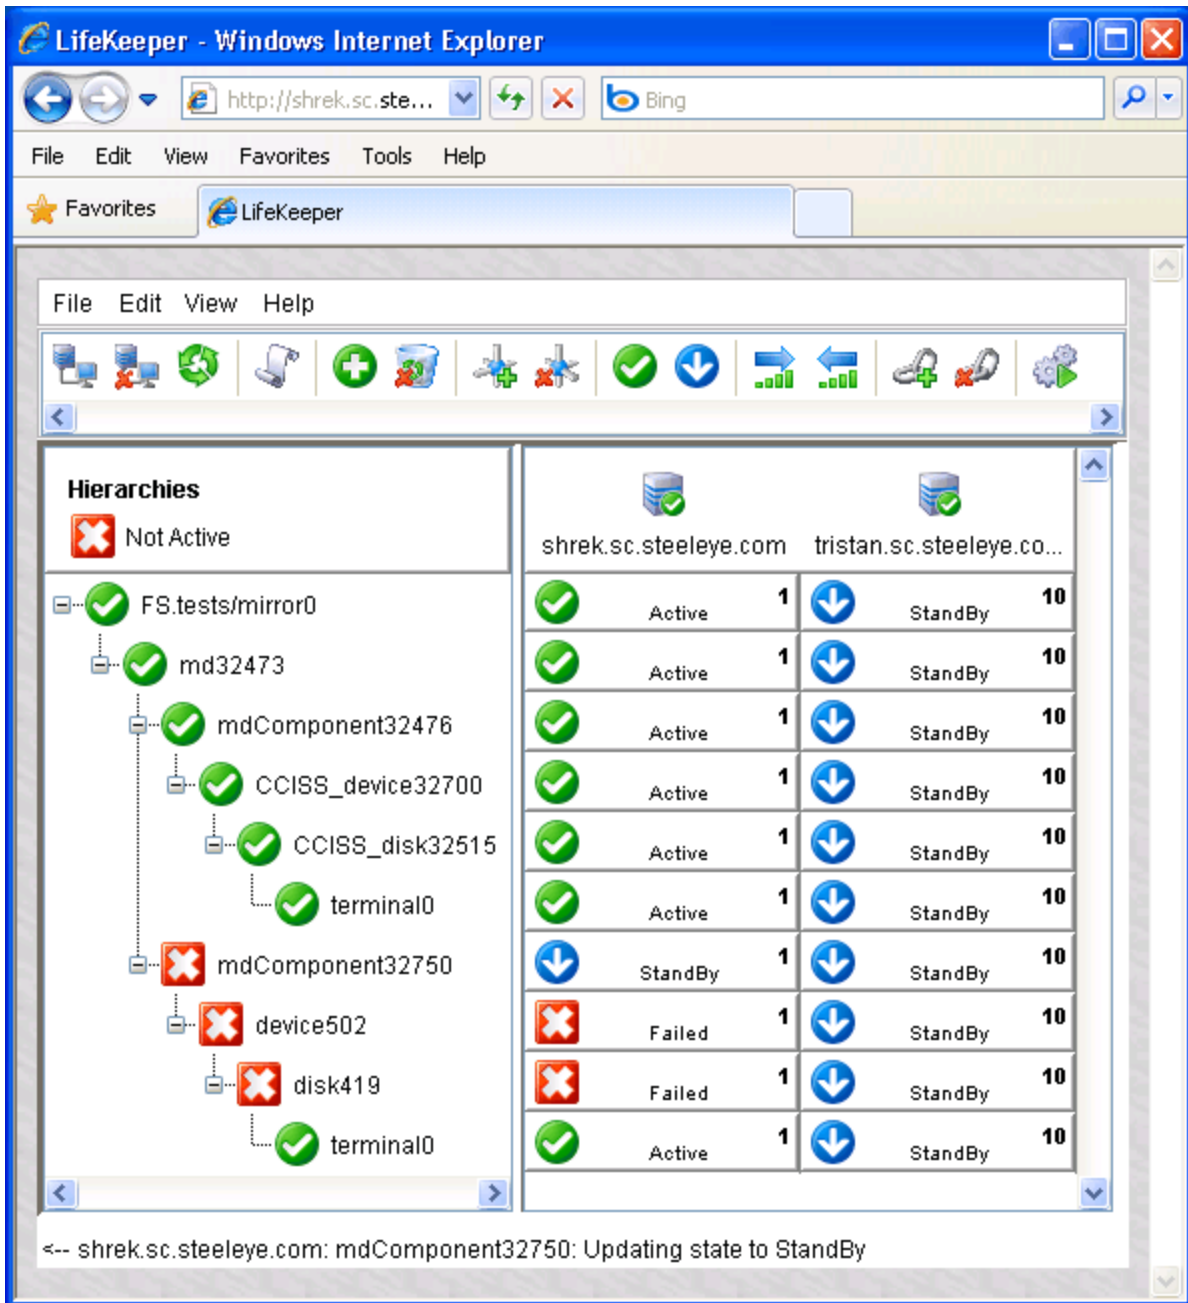 LifeKeeper - Windows Internet Explorer
http://shrek.sc.ste... Bing
File Edit View Favorites Tools Help
Favorites LifeKeeper
File Edit View Help
Hierarchies
Not Active
shrek.sc.steeleye.com tristan.sc.steeleye.co...
FS.tests/mirror0 Active 1 StandBy 10
md32473 Active 1 StandBy 10
mdComponent32476 Active 1 StandBy 10
CCISS_device32700 Active 1 StandBy 10
CCISS_disk32515 Active 1 StandBy 10
terminal0 Active 1 StandBy 10
mdComponent32750 StandBy 1 StandBy 10
device502 Failed 1 StandBy 10
disk419 Failed 1 StandBy 10
terminal0 Active 1 StandBy 10
<-- shrek.sc.steeleye.com: mdComponent32750: Updating state to StandBy